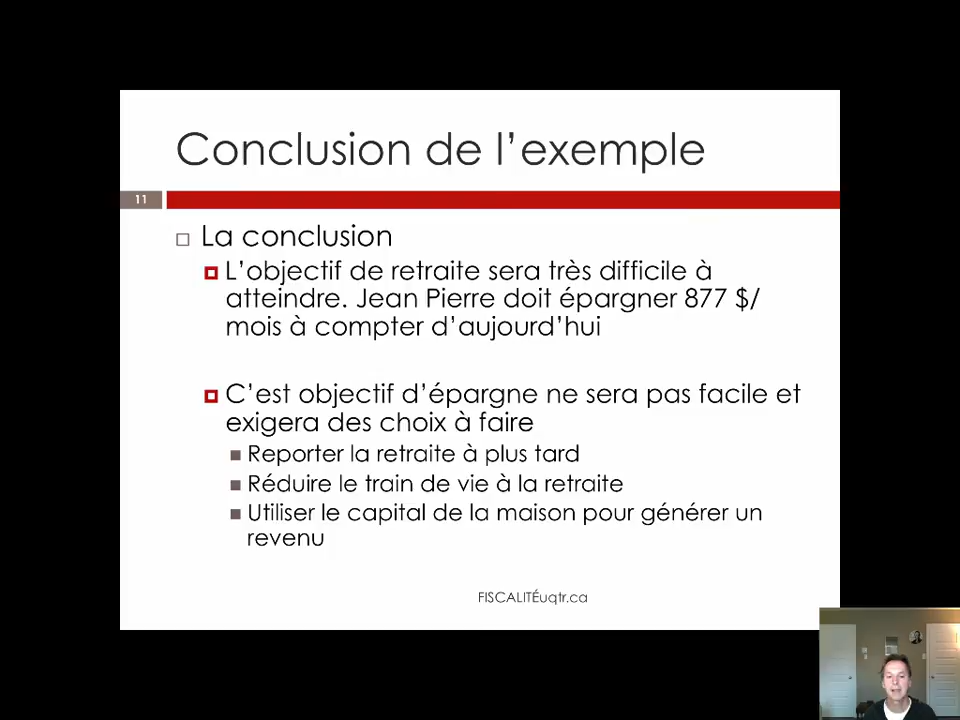 Conclusion de l’exemple
11
La conclusion
L’objectif de retraite sera très difficile à
atteindre. Jean Pierre doit épargner 877 $/
mois à compter d’aujourd’hui
C’est objectif d’épargne ne sera pas facile et
exigera des choix à faire
Reporter la retraite à plus tard
Réduire le train de vie à la retraite
Utiliser le capital de la maison pour générer un
revenu
FISCALITÉuqtr.ca